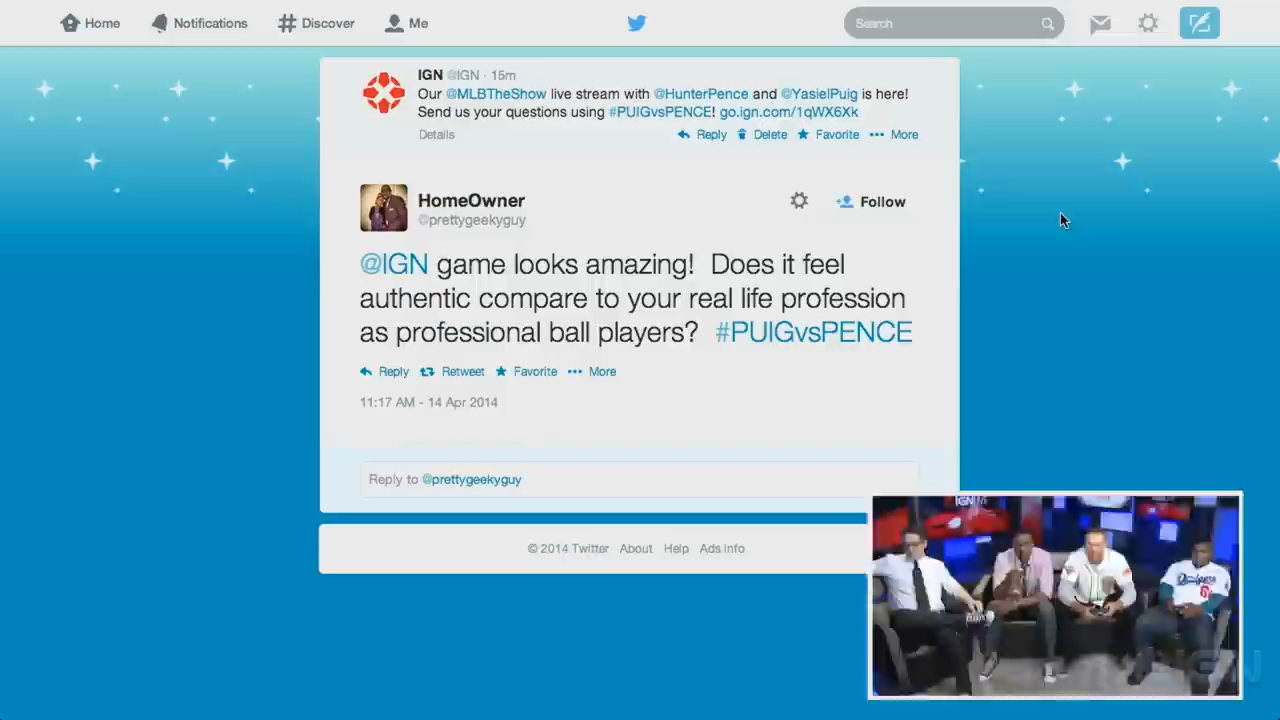 Home Notifications Discover Me Search
IGN @IGN · 15m
Our @MLBTheShow live stream with @HunterPence and @YasielPuig is here!
Send us your questions using #PUIGvsPENCE! go.ign.com/1qWX6Xk
Details Reply Delete Favorite More
HomeOwner
@prettygeekyguy
Follow
@IGN game looks amazing! Does it feel
authentic compare to your real life profession
as professional ball players? #PUIGvsPENCE
Reply Retweet Favorite More
11:17 AM - 14 Apr 2014
Reply to @prettygeekyguy
© 2014 Twitter About Help Ads info
Dodgers
IGN